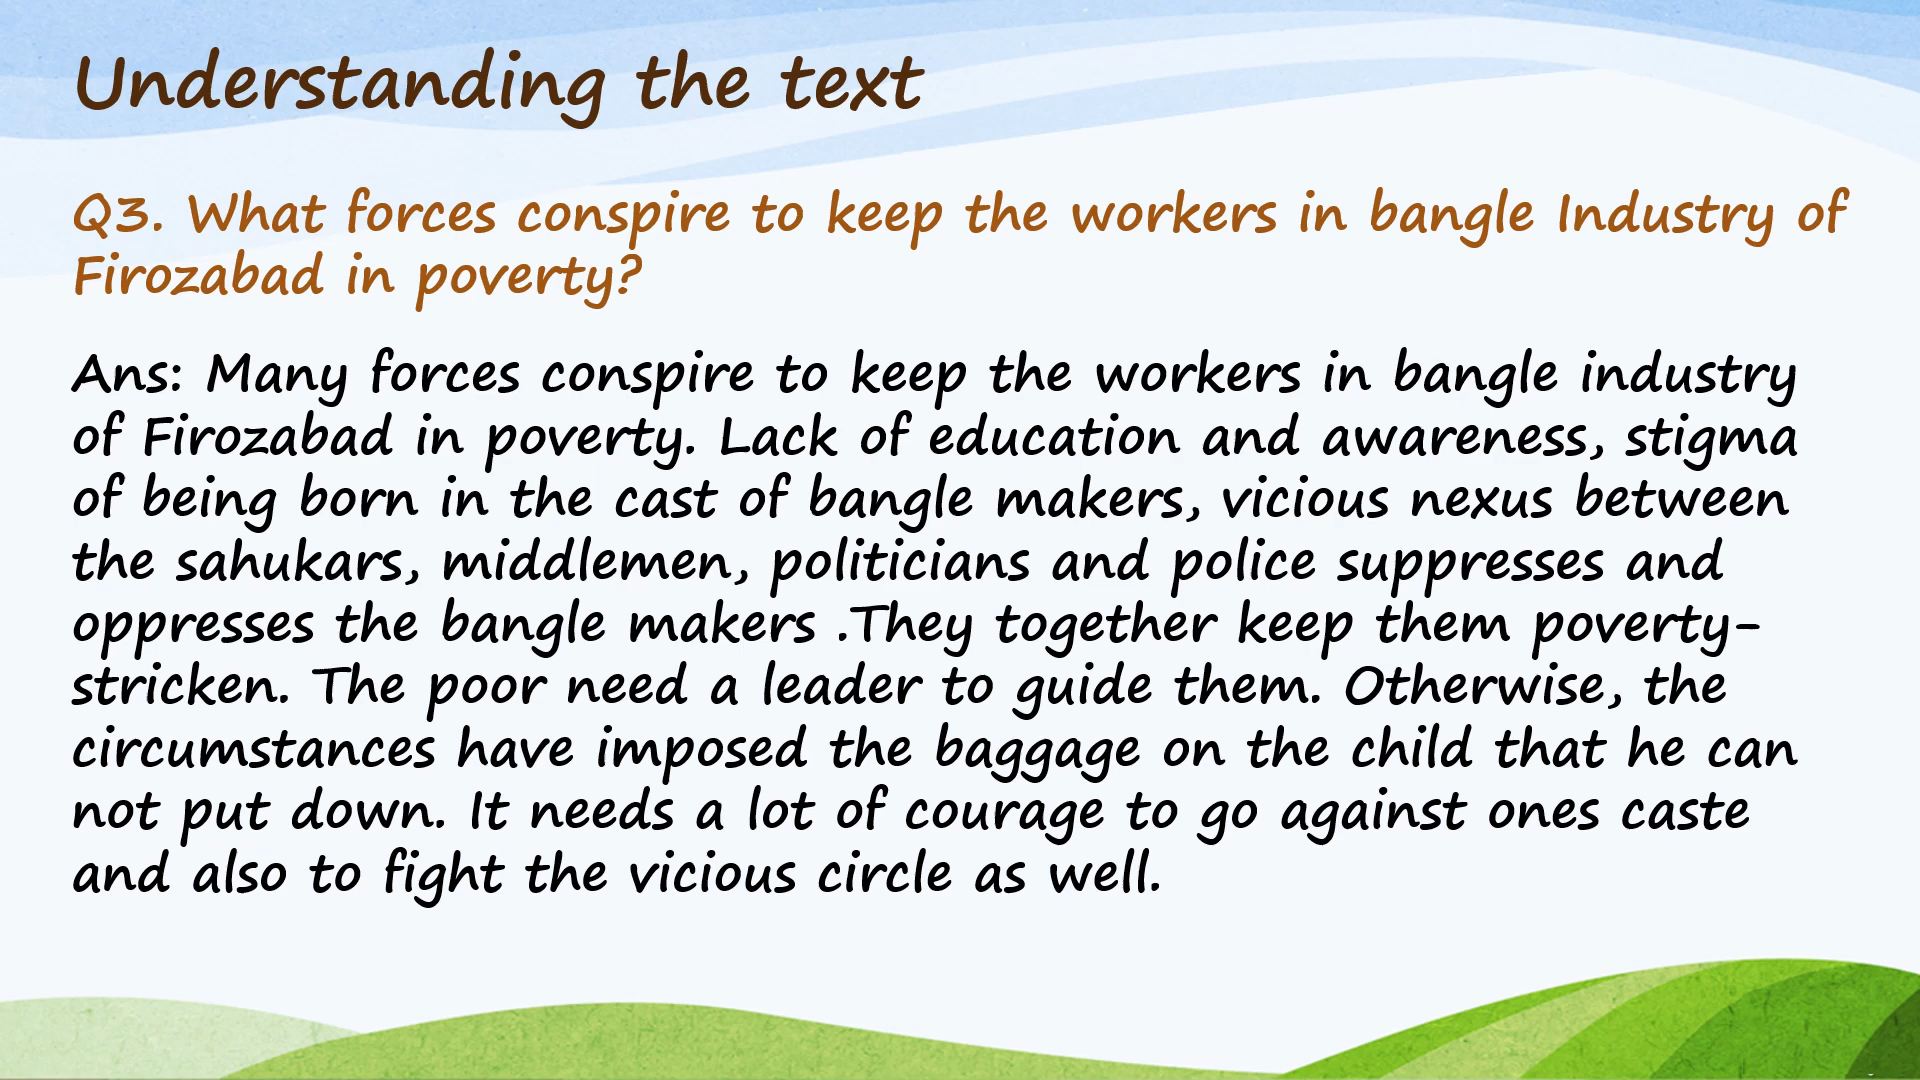 Understanding the text
Q3. What forces conspire to keep the workers in bangle Industry of
Firozabad in poverty?
Ans: Many forces conspire to keep the workers in bangle industry
of Firozabad in poverty. Lack of education and awareness, stigma
of being born in the cast of bangle makers, vicious nexus between
the sahukars, middlemen, politicians and police suppresses and
oppresses the bangle makers .They together keep them poverty-
stricken. The poor need a leader to guide them. Otherwise, the
circumstances have imposed the baggage on the child that he can
not put down. It needs a lot of courage to go against ones caste
and also to fight the vicious circle as well.